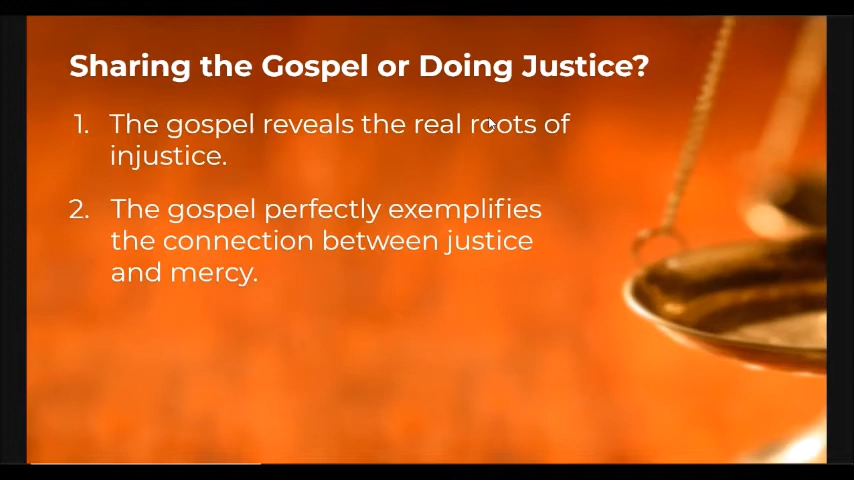 Sharing the Gospel or Doing Justice?
1. The gospel reveals the real roots of
injustice.
2. The gospel perfectly exemplifies
the connection between justice
and mercy.